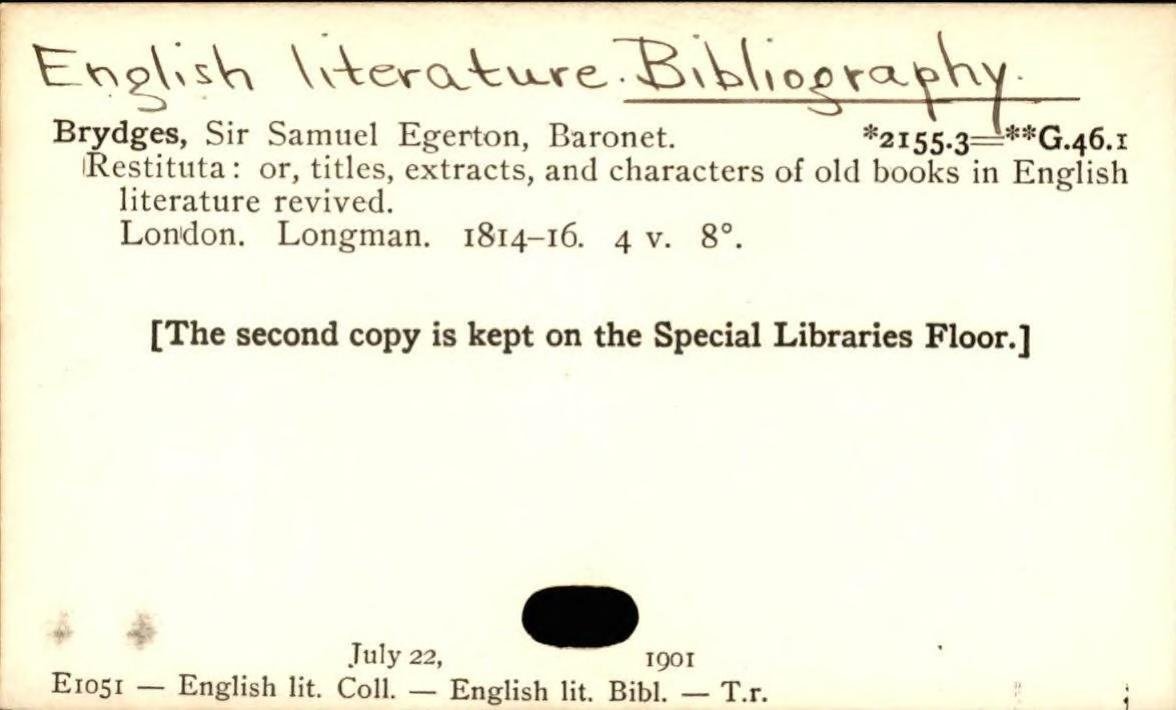 English literature. Bibliography.
Brydges, Sir Samuel Egerton, Baronet. *2155.3=**G.46.1
Restituta: or, titles, extracts, and characters of old books in English
literature revived.
London. Longman. 1814–16. 4 v. 8°.
[The second copy is kept on the Special Libraries Floor.]
July 22, 1901
E1051 — English lit. Coll. — English lit. Bibl. — T.r.